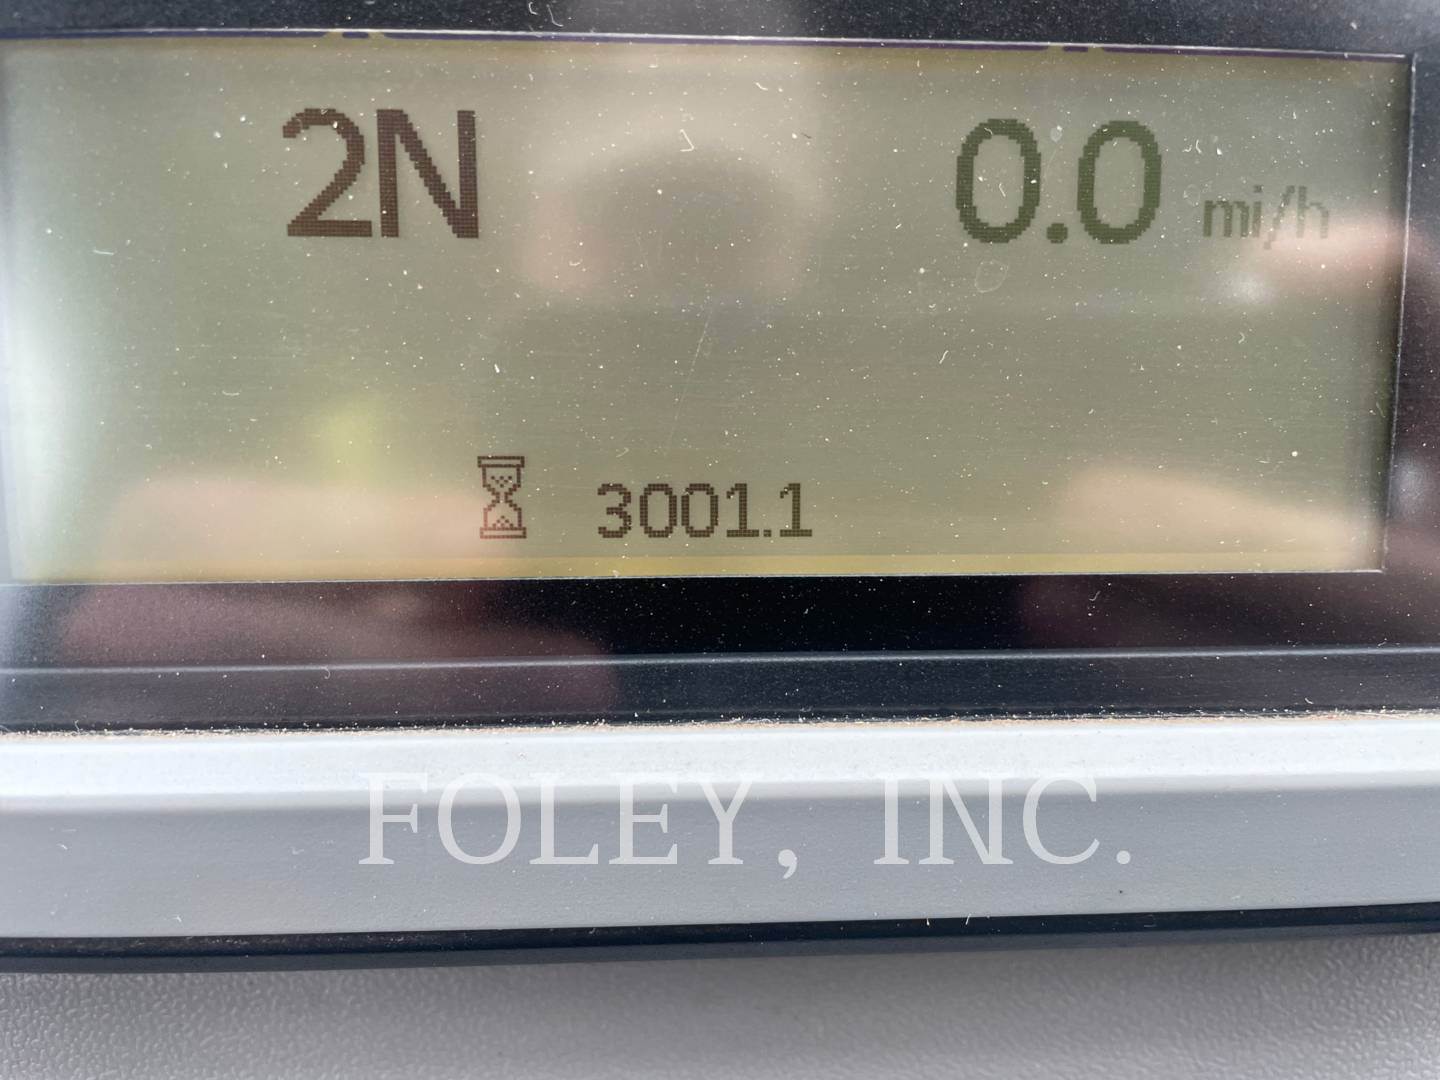 2N 0.0 mi/h
3001.1
FOLEY, INC.